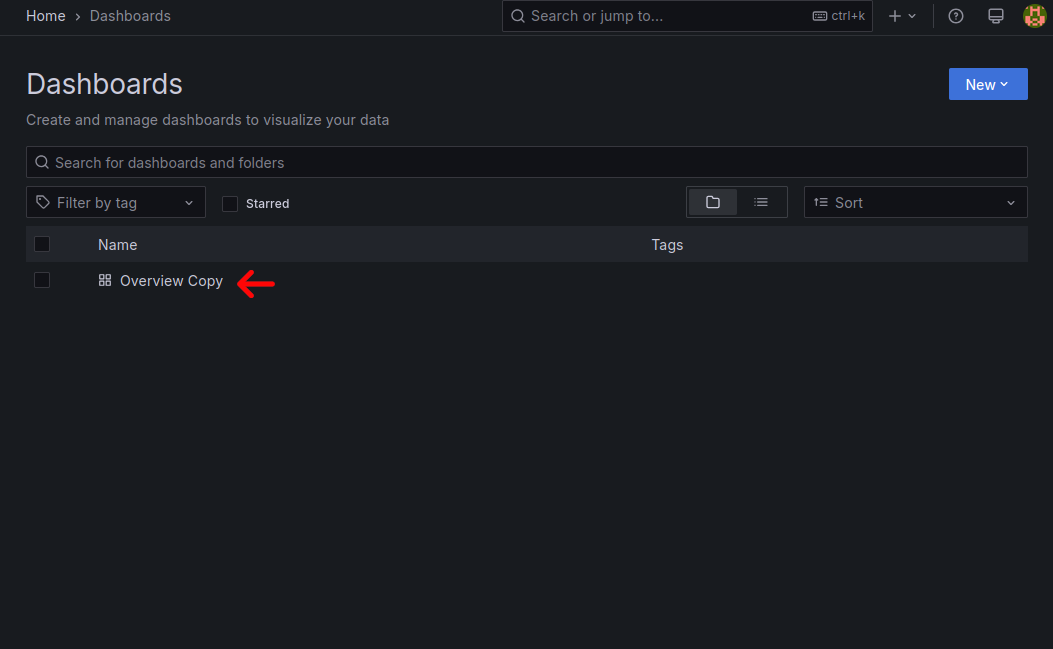 Home › Dashboards
Search or jump to... ctrl+k
Dashboards
New
Create and manage dashboards to visualize your data
Search for dashboards and folders
Filter by tag
Starred
Sort
Name Tags
Overview Copy